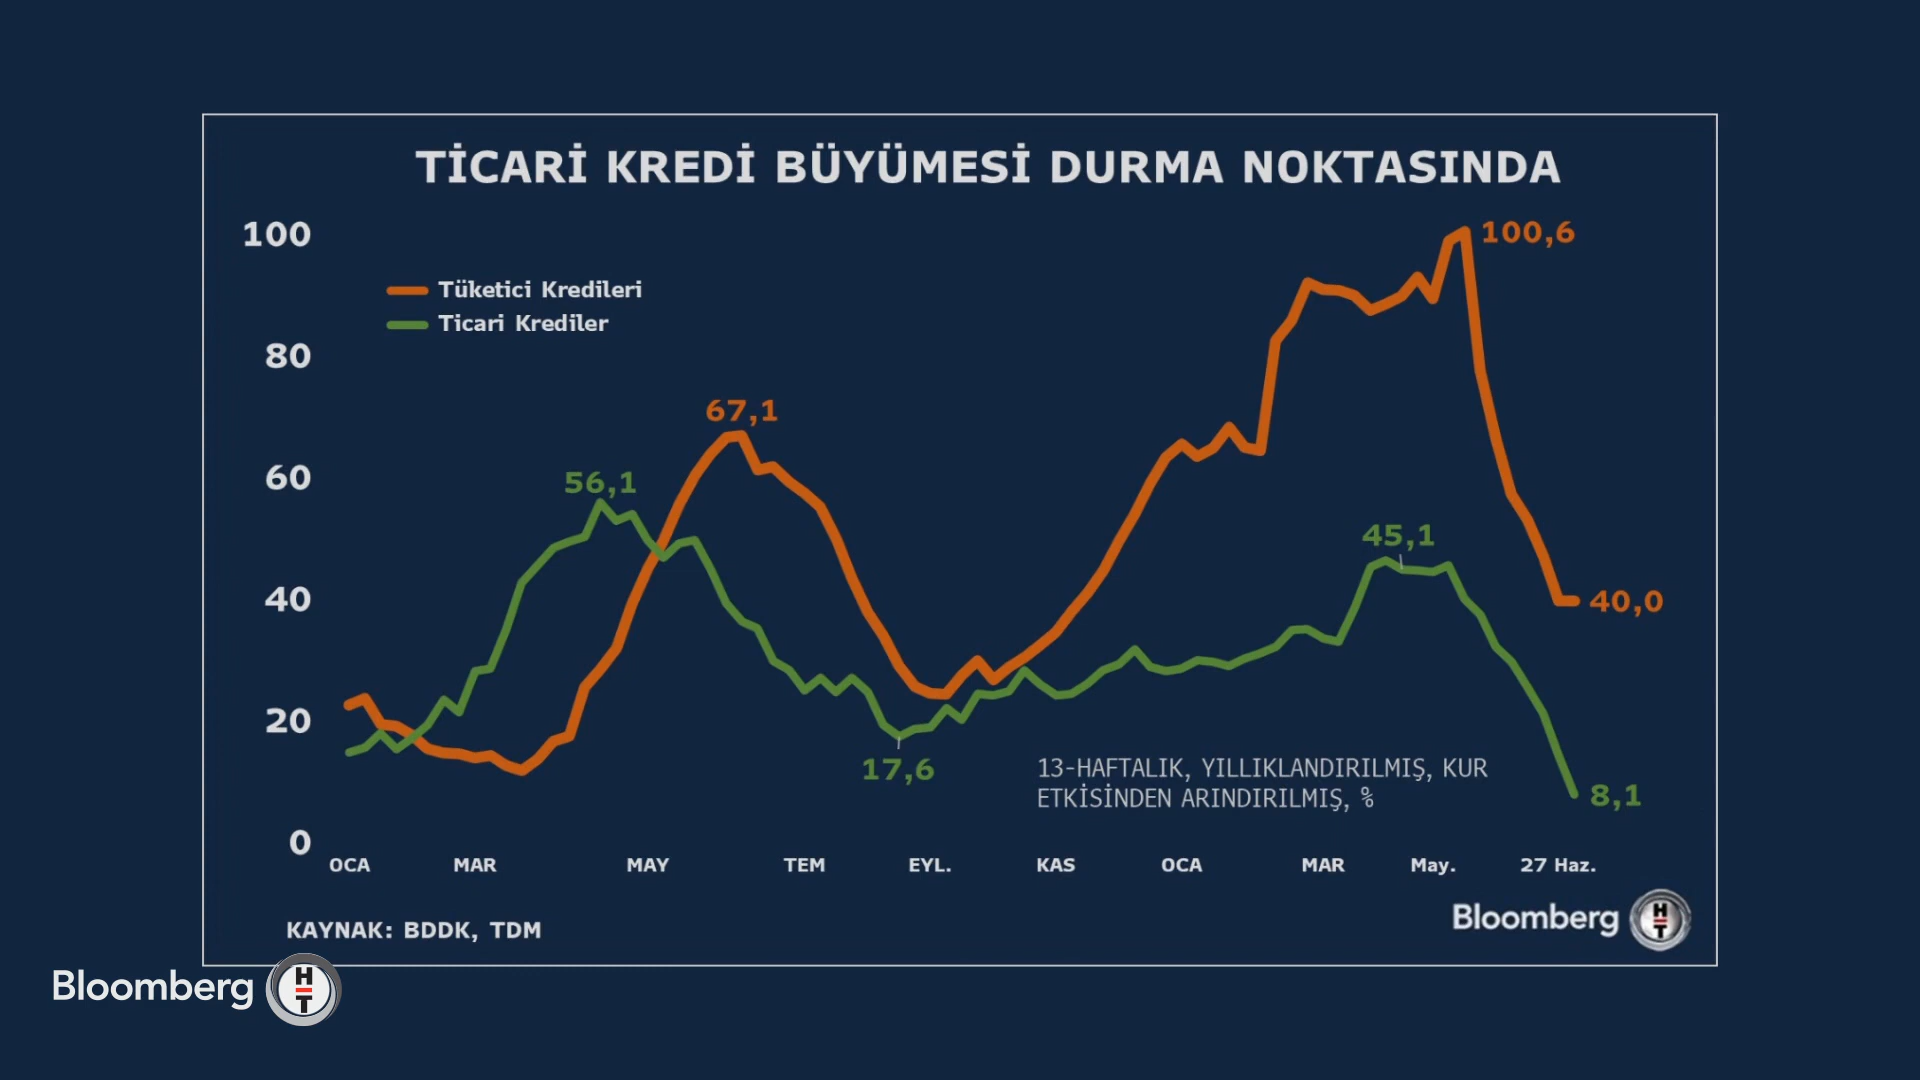 TİCARİ KREDİ BÜYÜMESİ DURMA NOKTASINDA
100
80
60
40
20
0
Tüketici Kredileri
Ticari Krediler
100,6
67,1
56,1
45,1
40,0
17,6
8,1
13-HAFTALIK, YILLIKLANDIRILMIŞ, KUR
ETKİSİNDEN ARINDIRILMIŞ, %
OCA MAR MAY TEM EYL. KAS OCA MAR May. 27 Haz.
KAYNAK: BDDK, TDM
Bloomberg HT
Bloomberg HT